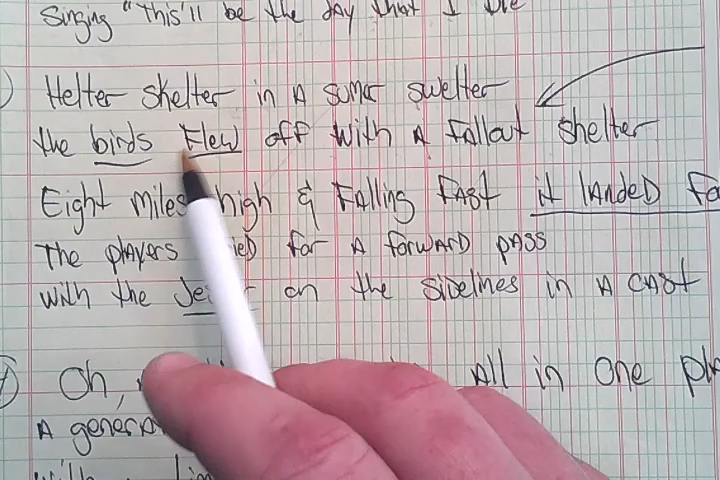 Singing "This'll be the day that I Die
Helter skelter in A sumer swelter
the birds Flew off with A fallout shelter
Eight miles high & Falling Fast it lANDeD
The plAyers for A forwArD pAss
with the on the siDelines in A cAst
Oh, All in one
A